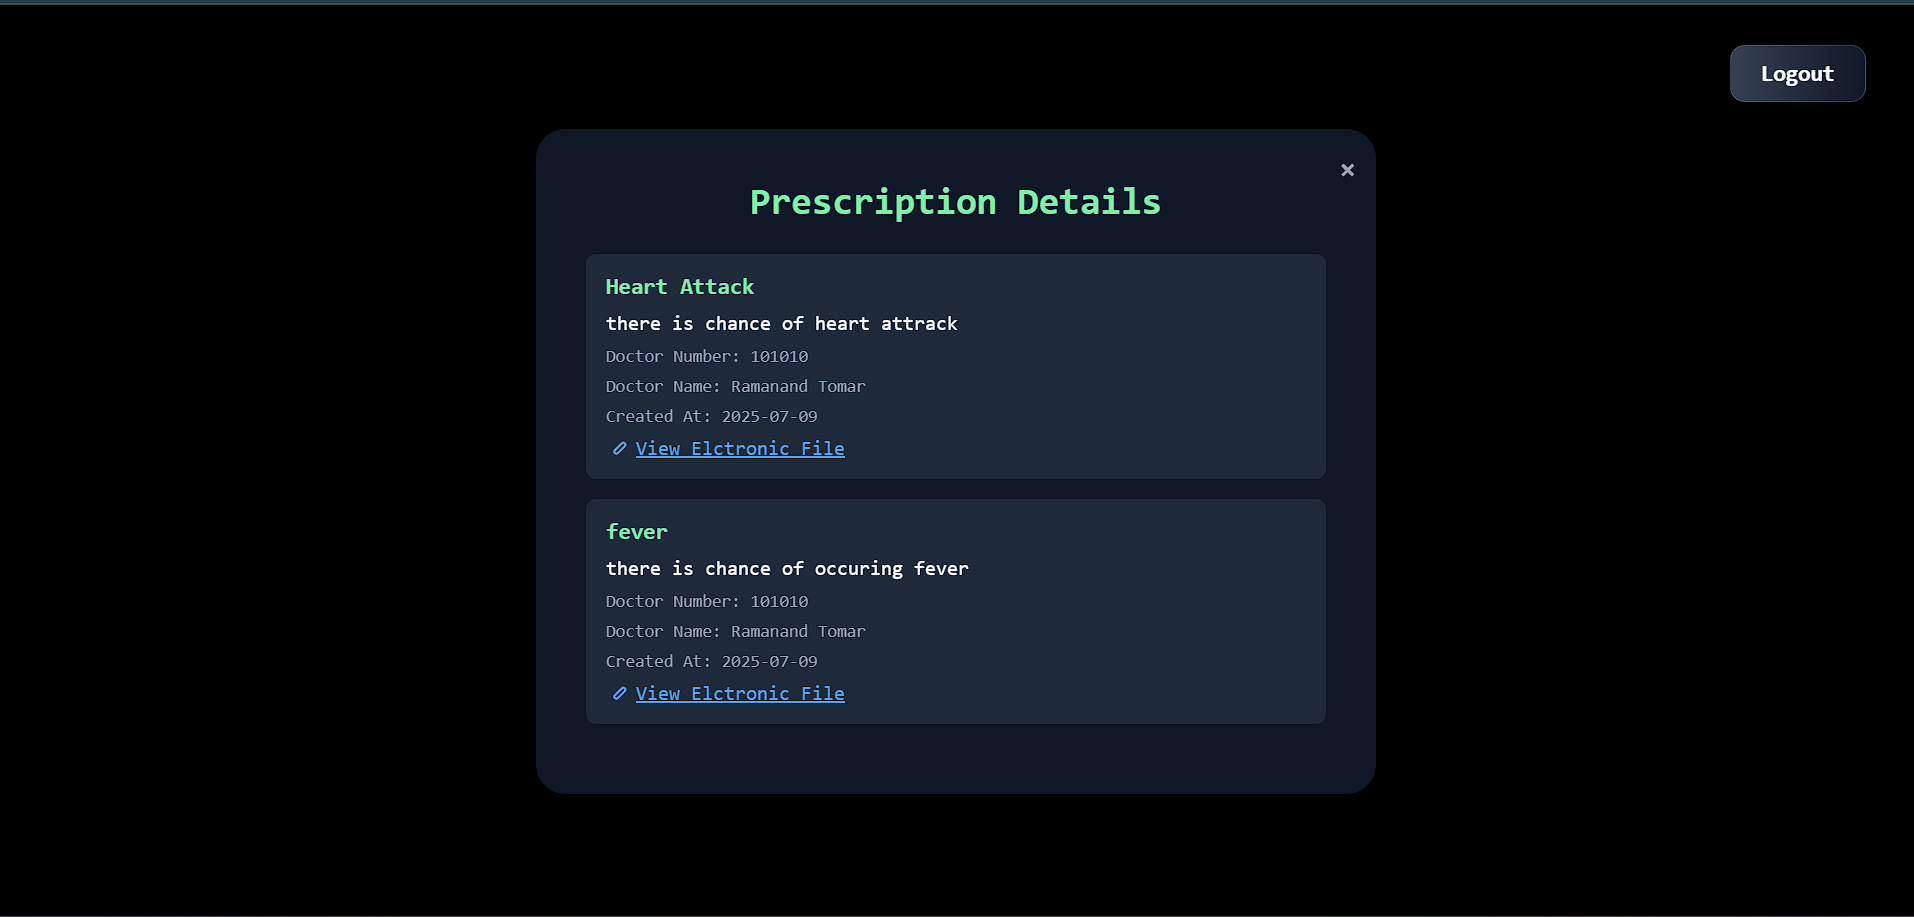 Logout
×
Prescription Details
Heart Attack
there is chance of heart attrack
Doctor Number: 101010
Doctor Name: Ramanand Tomar
Created At: 2025-07-09
View Elctronic File
fever
there is chance of occuring fever
Doctor Number: 101010
Doctor Name: Ramanand Tomar
Created At: 2025-07-09
View Elctronic File